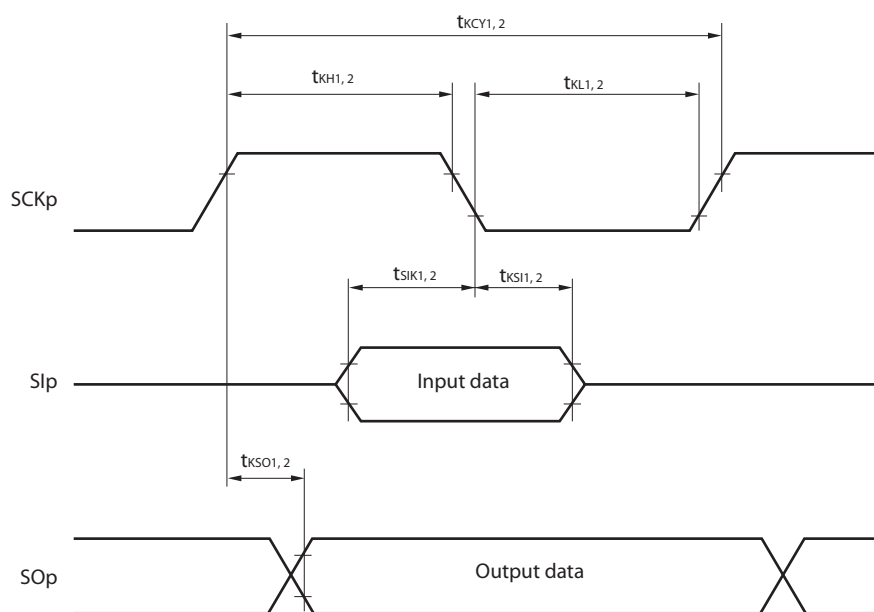 tKCY1, 2
tKH1, 2
tKL1, 2
SCKp
tSIK1, 2
tKSI1, 2
SIp
Input data
tKSO1, 2
SOp
Output data